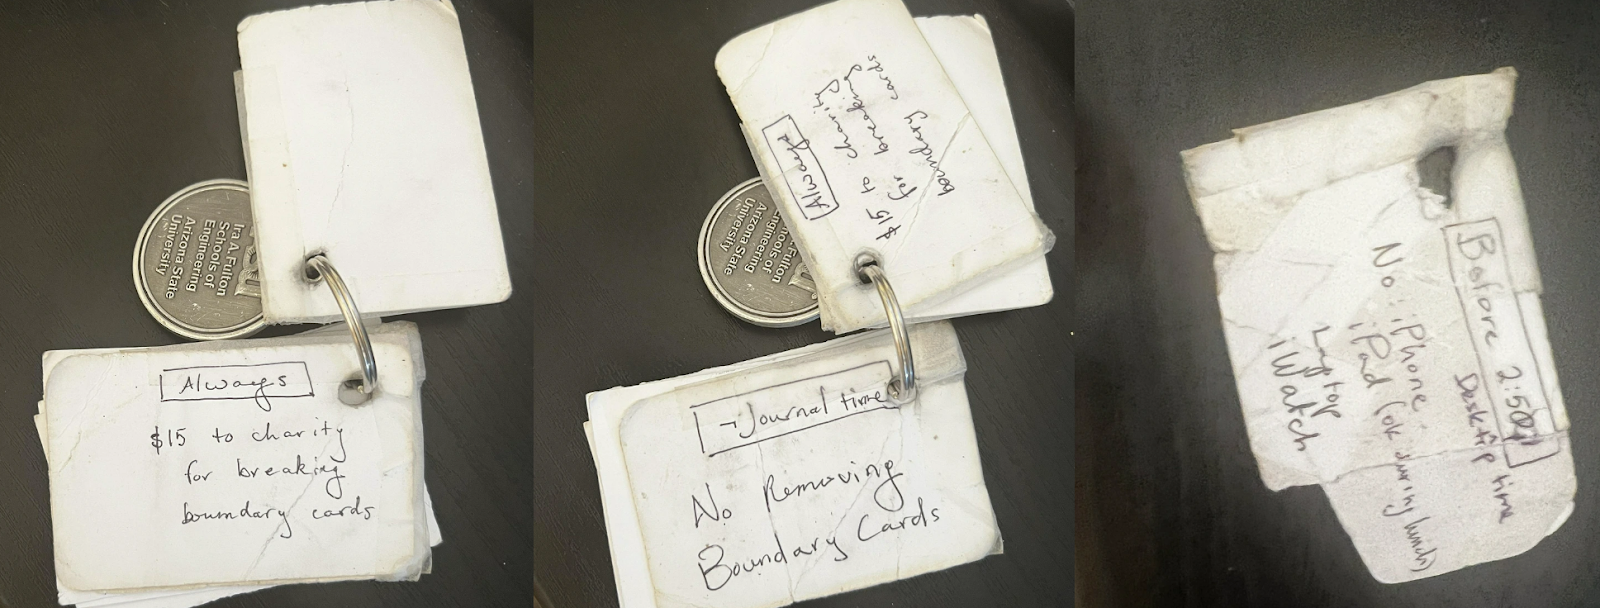 Ira A. Fulton
Schools of
Engineering
Arizona State
University
Always
$15 to charity
for breaking
boundary cards
Always
$15 to charity
for breaking
boundary cards
Fulton
Schools of
Engineering
Arizona State
University
¬Journal time
No Removing
Boundary Cards
Before 2:50
Desktop time
No: iPhone
iPad (ok during lunch)
Laptop
iWatch